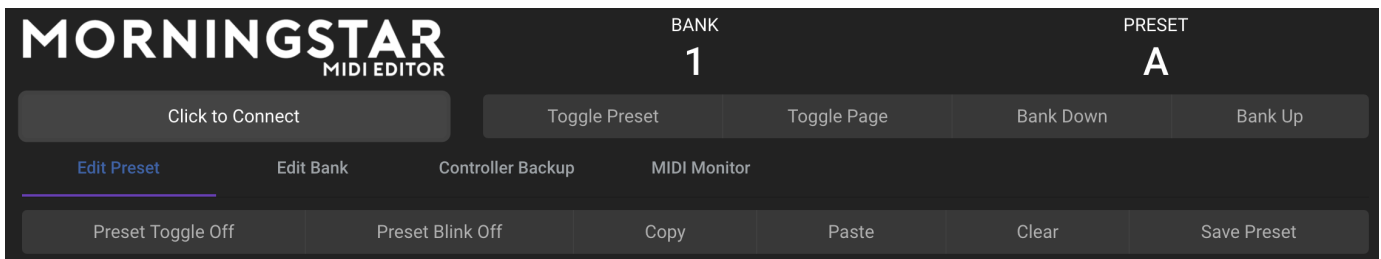 MORNINGSTAR
MIDI EDITOR
BANK
1
PRESET
A
Click to Connect
Toggle Preset
Toggle Page
Bank Down
Bank Up
Edit Preset
Edit Bank
Controller Backup
MIDI Monitor
Preset Toggle Off
Preset Blink Off
Copy
Paste
Clear
Save Preset